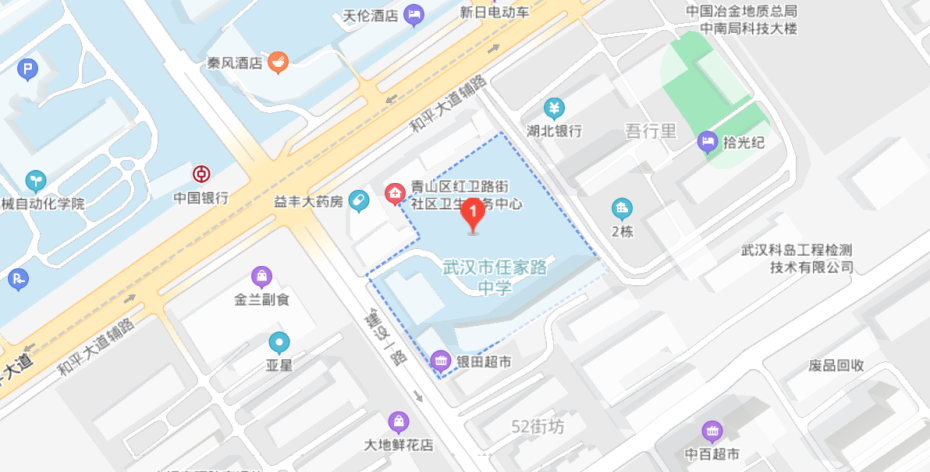 天伦酒店
新日电动车
中国冶金地质总局
中南局科技大楼
秦风酒店
P
和平大道辅路
湖北银行
吾行里
拾光纪
中国银行
械自动化学院
益丰大药房
青山区红卫路街
社区卫生
务中心
1
2栋
武汉市任家路
中学
武汉科岛工程检测
技术有限公司
金兰副食
建设一路
和平大道辅路
大道
亚星
银田超市
废品回收
大地鲜花店
52街坊
中百超市